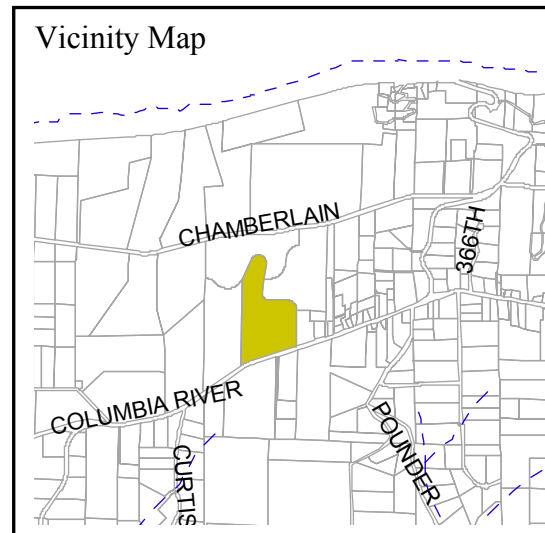 Vicinity Map
CHAMBERLAIN
366TH
COLUMBIA RIVER
POUNDER
CURTIS